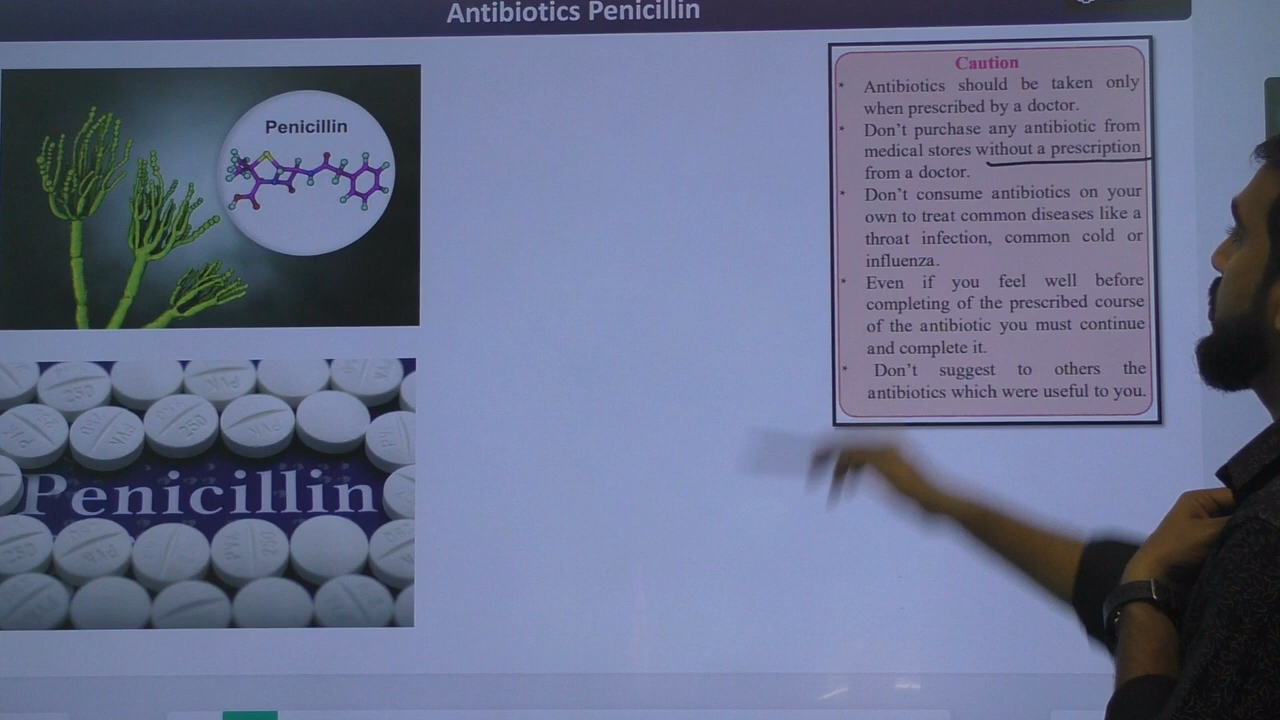 Antibiotics Penicillin
Penicillin
Penicillin
Caution
* Antibiotics should be taken only
when prescribed by a doctor.
* Don't purchase any antibiotic from
medical stores without a prescription
from a doctor.
* Don't consume antibiotics on your
own to treat common diseases like a
throat infection, common cold or
influenza.
* Even if you feel well before
completing of the prescribed course
of the antibiotic you must continue
and complete it.
* Don't suggest to others the
antibiotics which were useful to you.